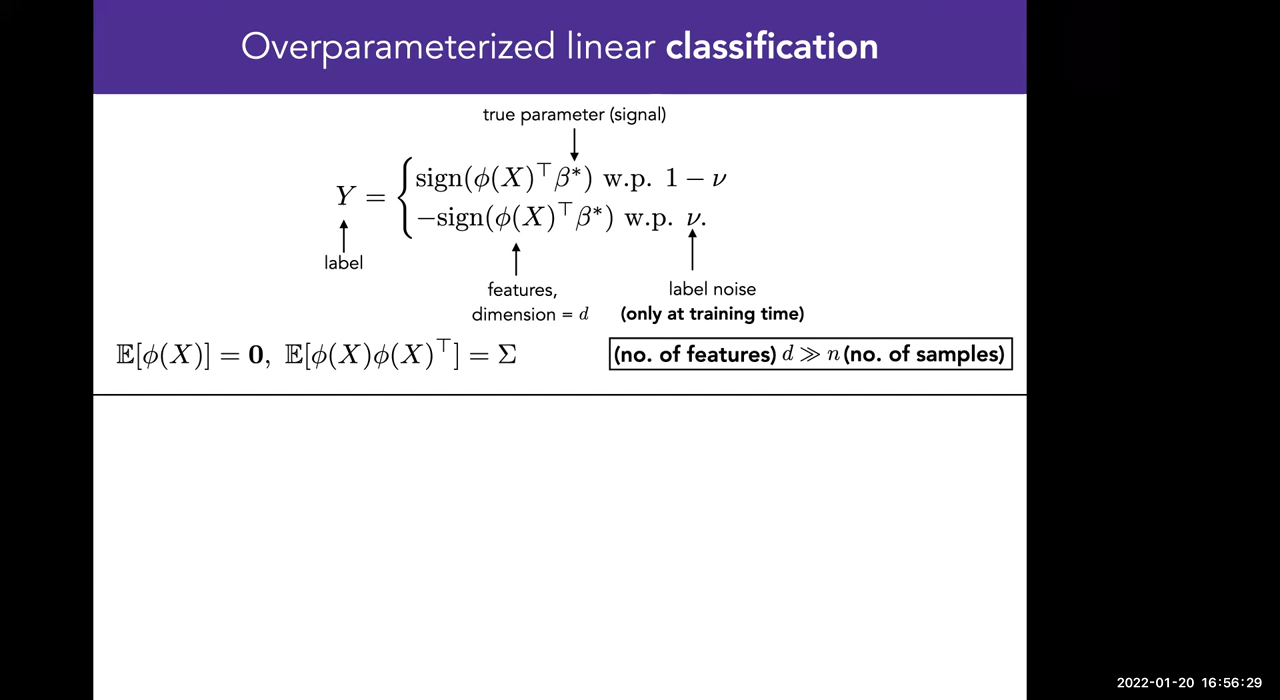 Overparameterized linear classification
true parameter (signal)
Y = { sign(ϕ(X)^⊤ β*) w.p. 1 − ν
−sign(ϕ(X)^⊤ β*) w.p. ν.
label
features,
dimension = d
label noise
(only at training time)
𝔼[ϕ(X)] = 0, 𝔼[ϕ(X)ϕ(X)^⊤] = Σ
(no. of features) d ≫ n (no. of samples)
2022-01-20 16:56:29